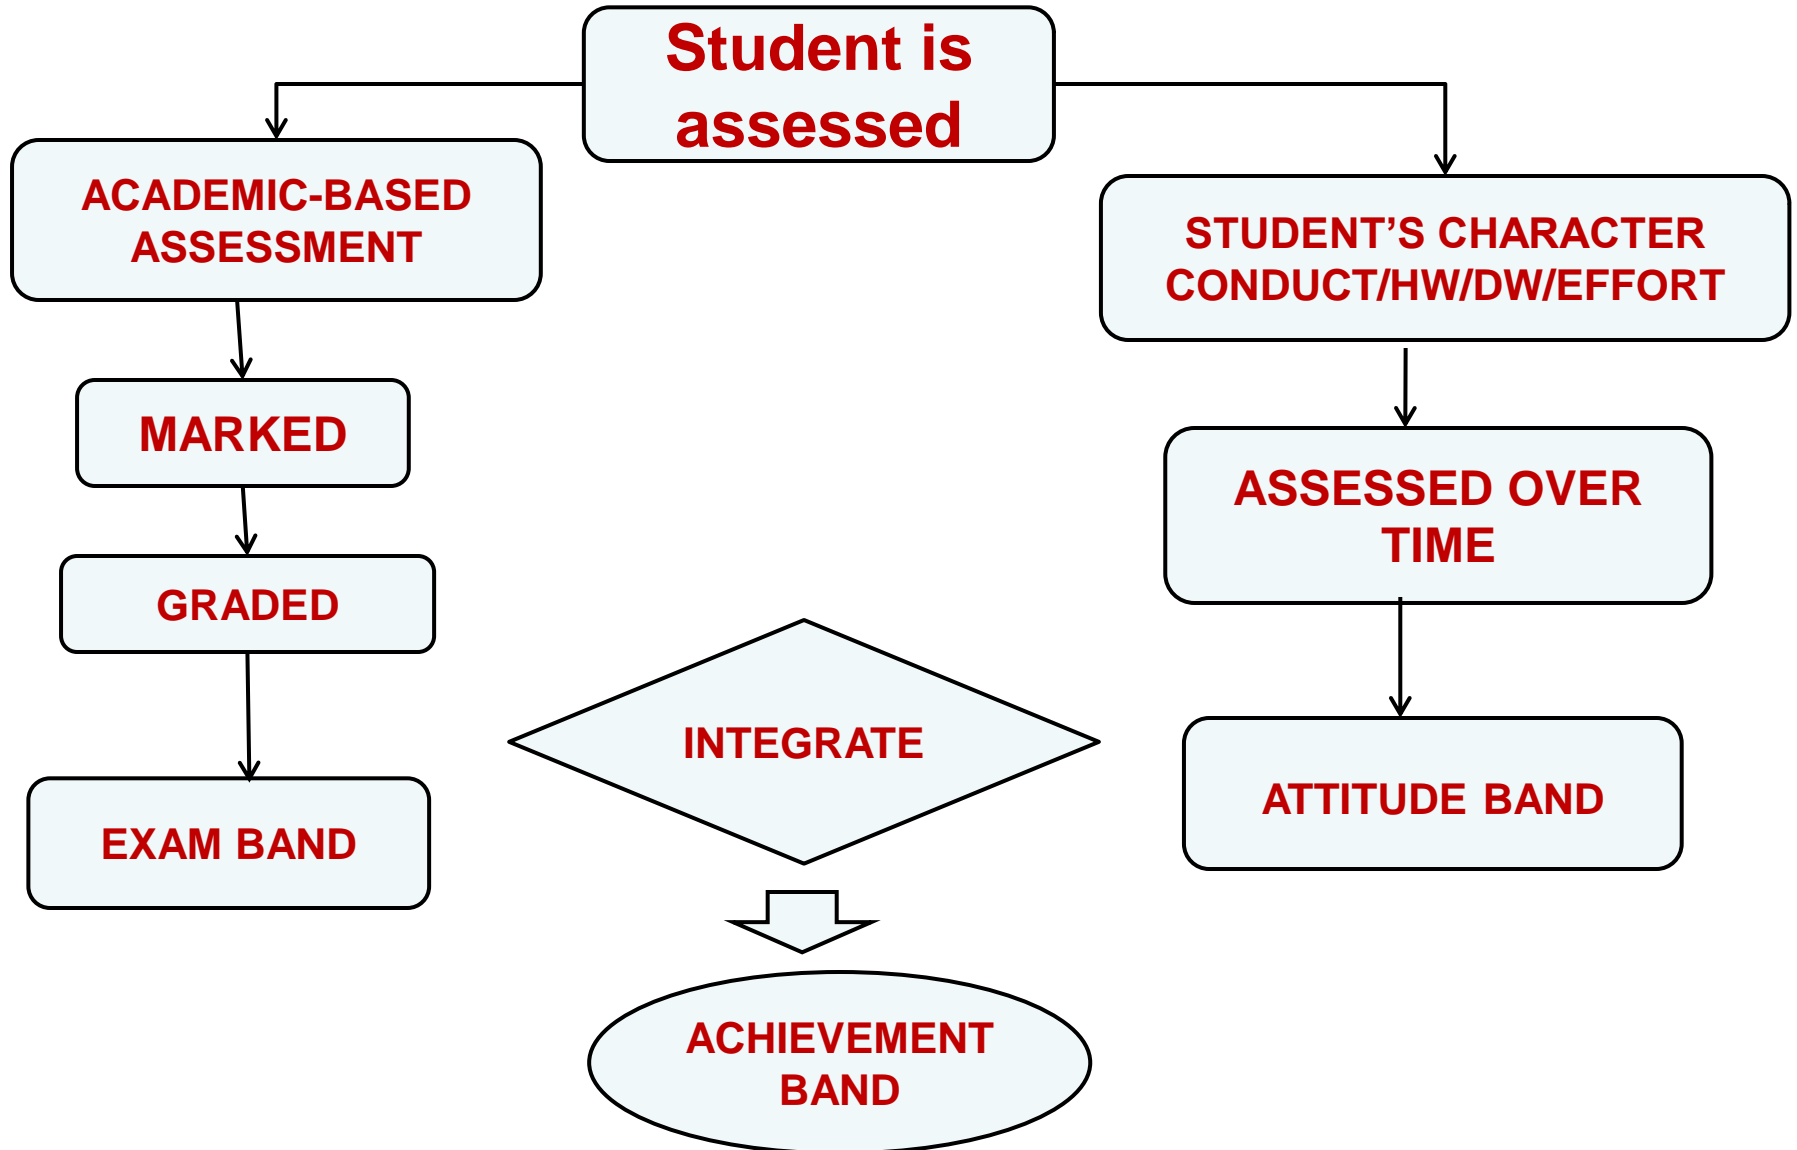 Student is
assessed
ACADEMIC-BASED
ASSESSMENT
STUDENT’S CHARACTER
CONDUCT/HW/DW/EFFORT
MARKED
ASSESSED OVER
TIME
GRADED
INTEGRATE
ATTITUDE BAND
EXAM BAND
ACHIEVEMENT
BAND